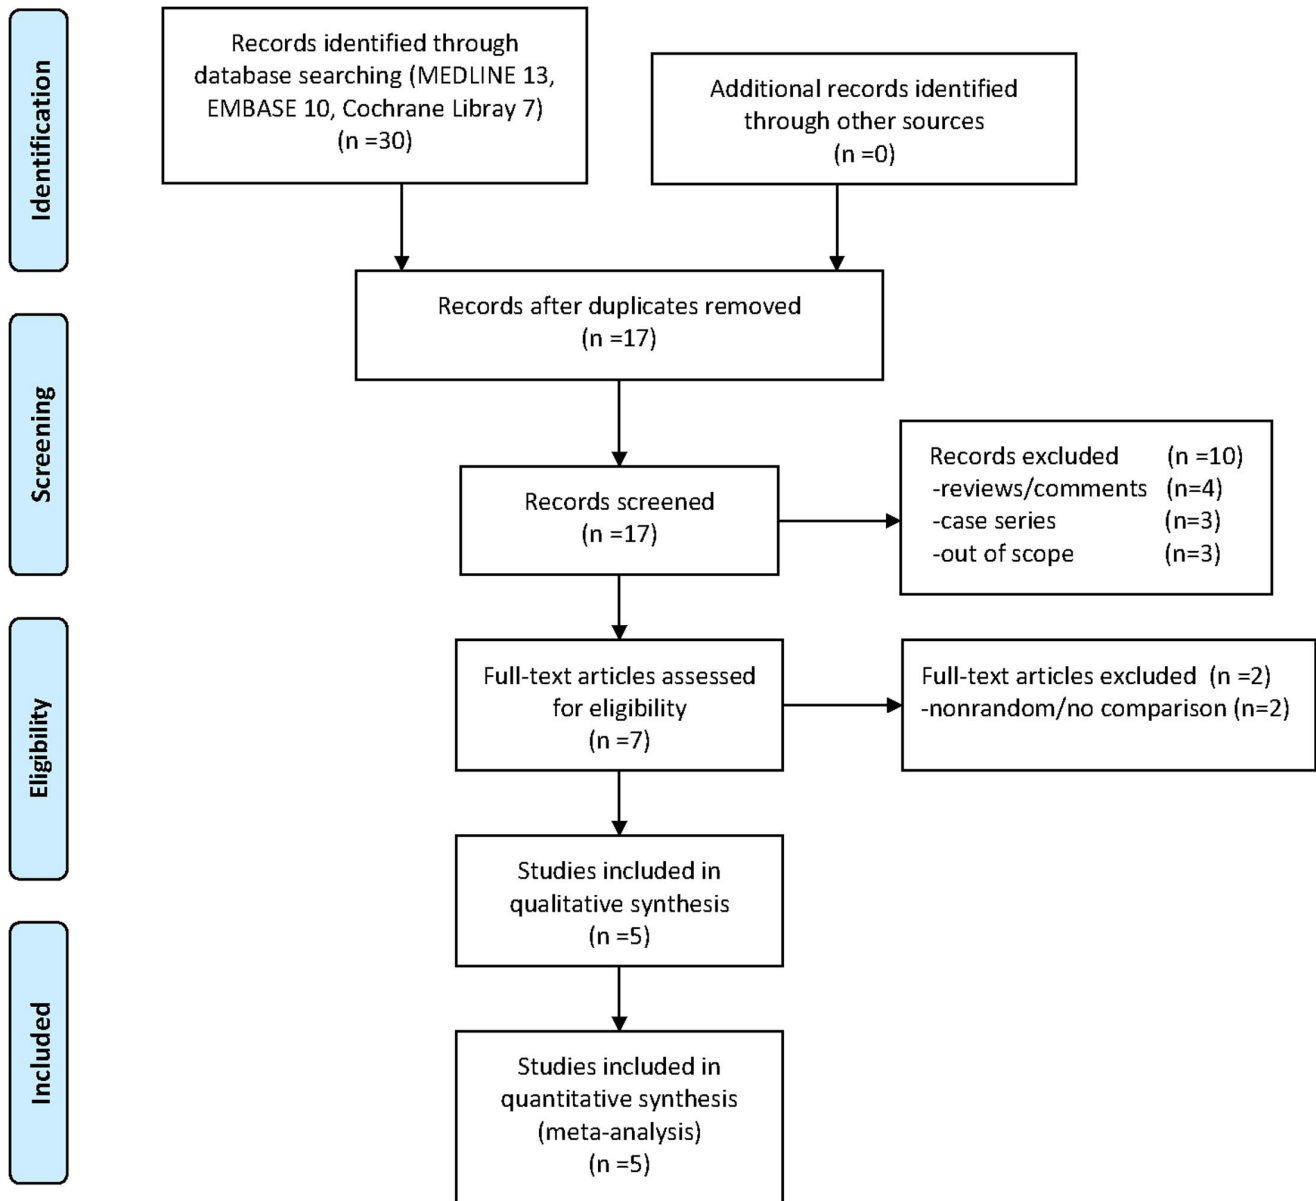 Identification
Records identified through
database searching (MEDLINE 13,
EMBASE 10, Cochrane Libray 7)
(n =30)
Additional records identified
through other sources
(n =0)
Records after duplicates removed
(n =17)
Screening
Records screened
(n =17)
Records excluded (n =10)
-reviews/comments (n=4)
-case series (n=3)
-out of scope (n=3)
Eligibility
Full-text articles assessed
for eligibility
(n =7)
Full-text articles excluded (n =2)
-nonrandom/no comparison (n=2)
Studies included in
qualitative synthesis
(n =5)
Included
Studies included in
quantitative synthesis
(meta-analysis)
(n =5)